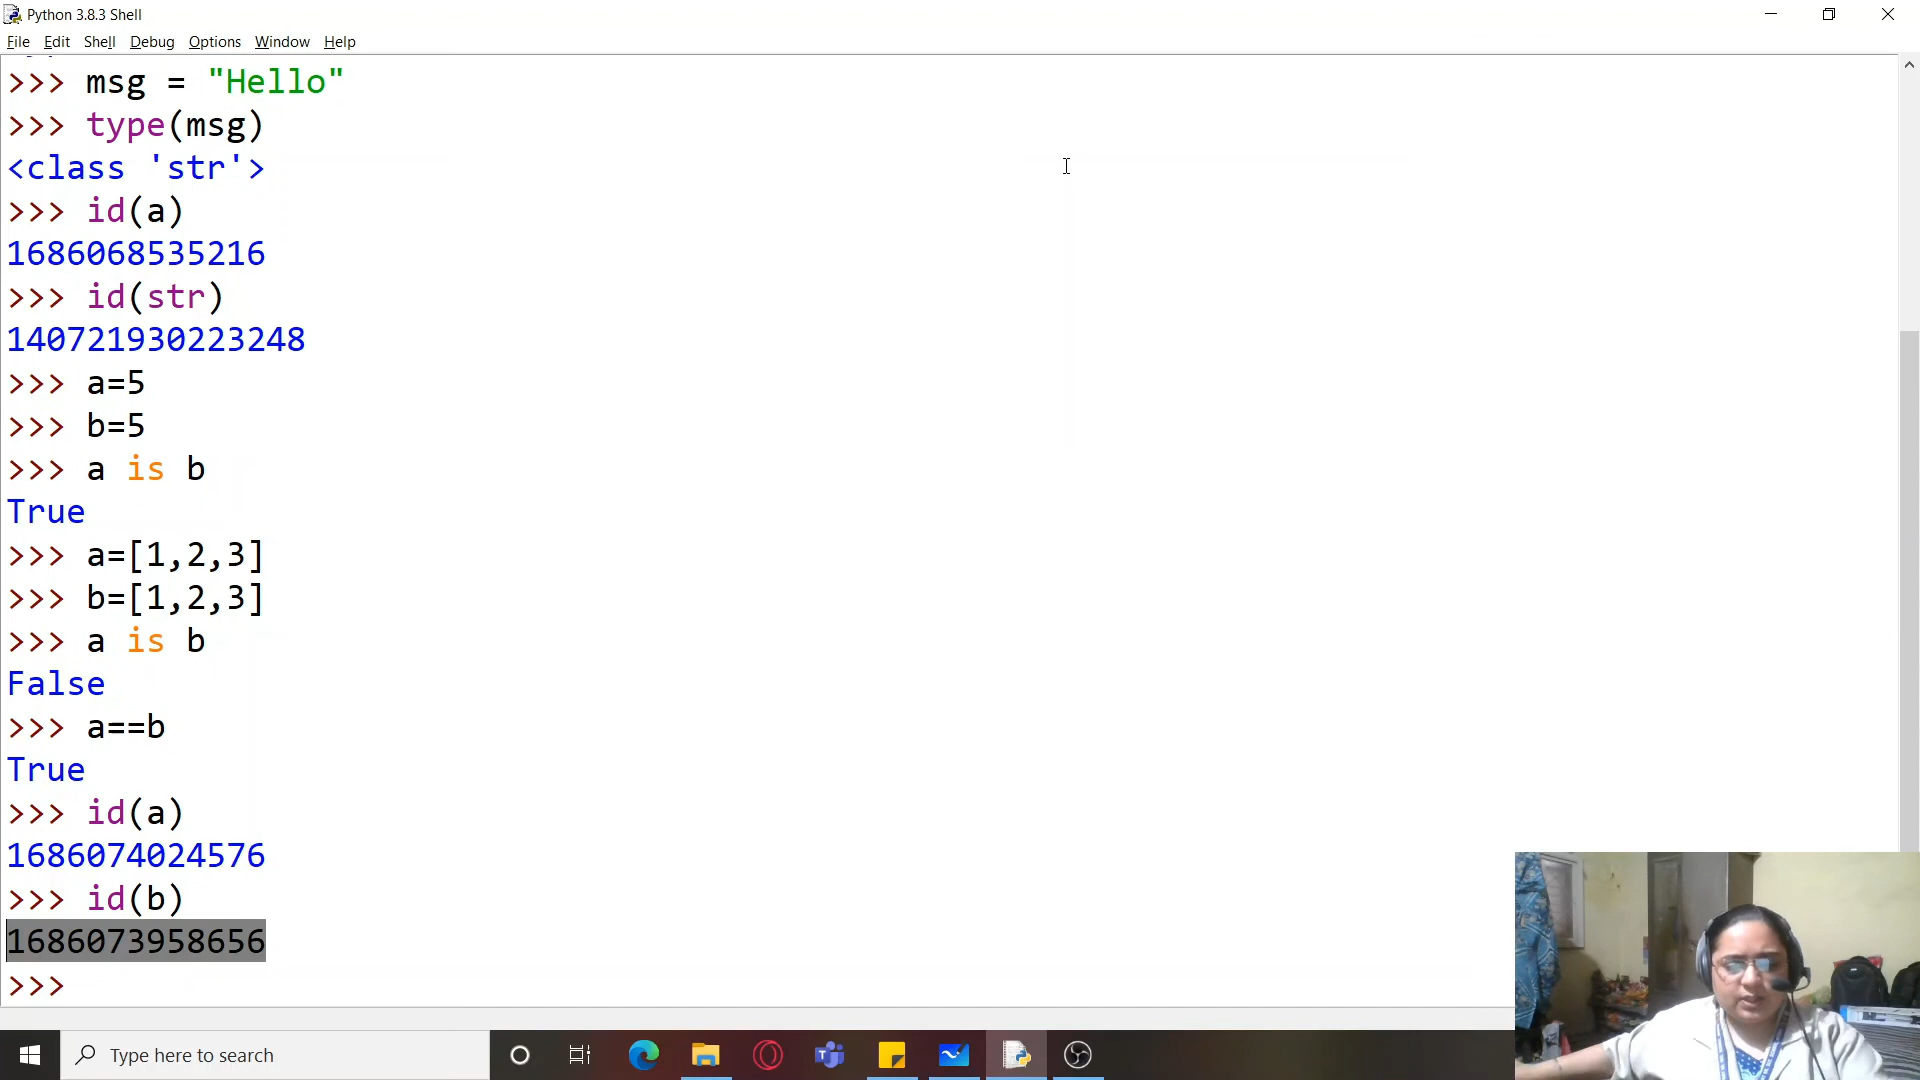 Python 3.8.3 Shell
File Edit Shell Debug Options Window Help
>>> msg = "Hello"
>>> type(msg)
<class 'str'>
>>> id(a)
1686068535216
>>> id(str)
140721930223248
>>> a=5
>>> b=5
>>> a is b
True
>>> a=[1,2,3]
>>> b=[1,2,3]
>>> a is b
False
>>> a==b
True
>>> id(a)
1686074024576
>>> id(b)
1686073958656
>>>
Type here to search